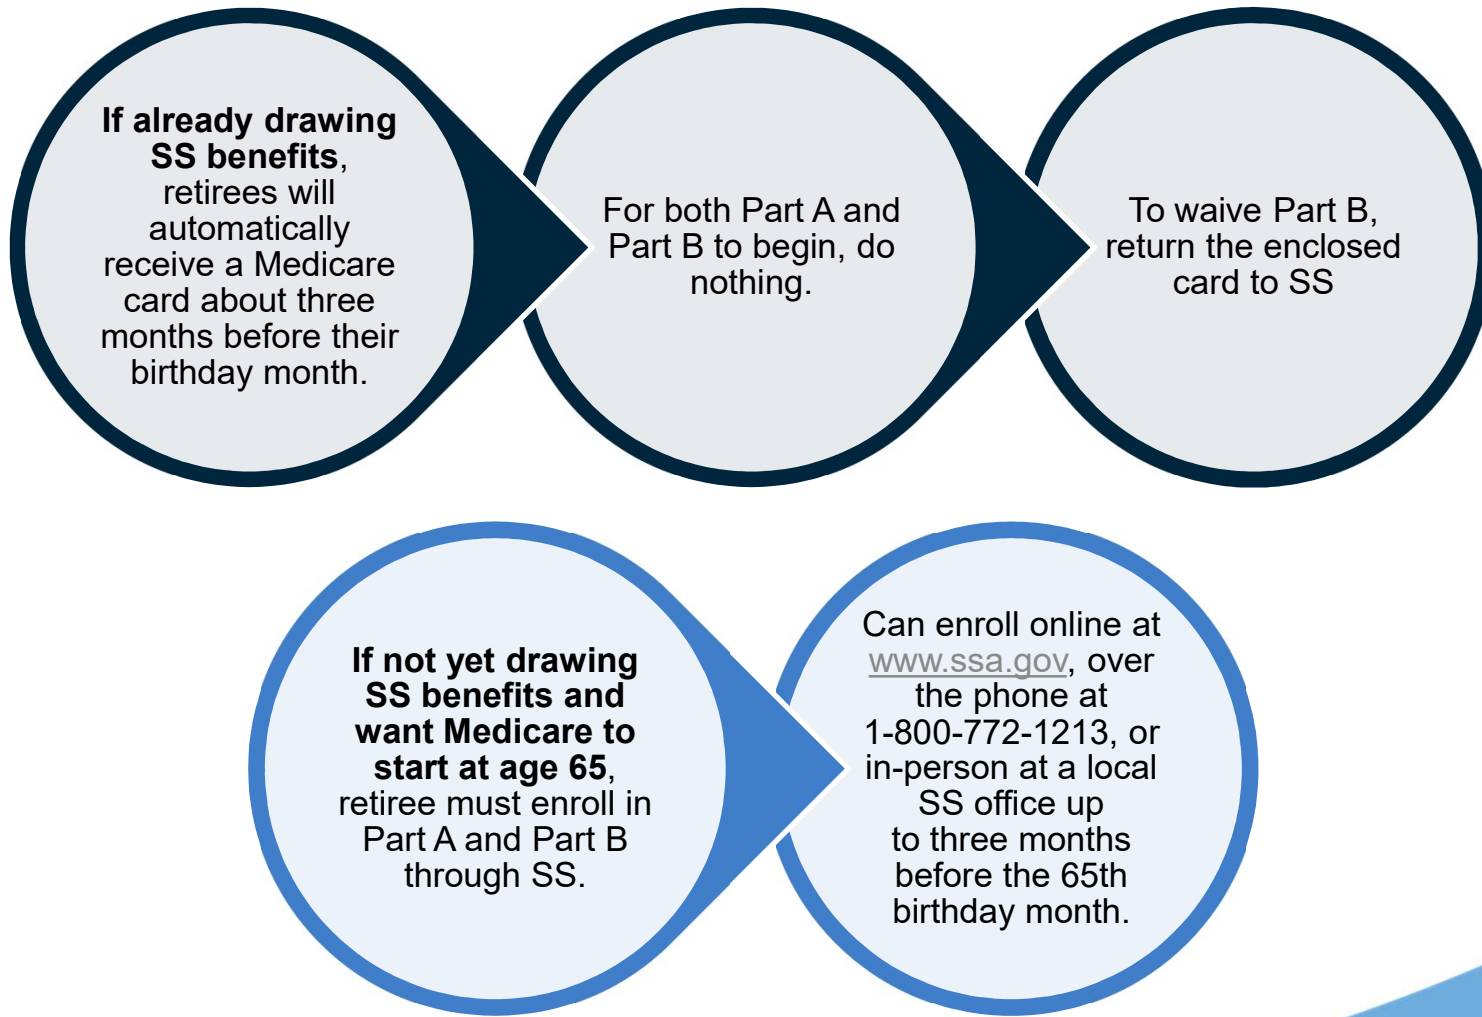 If already drawing
SS benefits,
retirees will
automatically
receive a Medicare
card about three
months before their
birthday month.
For both Part A and
Part B to begin, do
nothing.
To waive Part B,
return the enclosed
card to SS
If not yet drawing
SS benefits and
want Medicare to
start at age 65,
retiree must enroll in
Part A and Part B
through SS.
Can enroll online at
www.ssa.gov, over
the phone at
1-800-772-1213, or
in-person at a local
SS office up
to three months
before the 65th
birthday month.